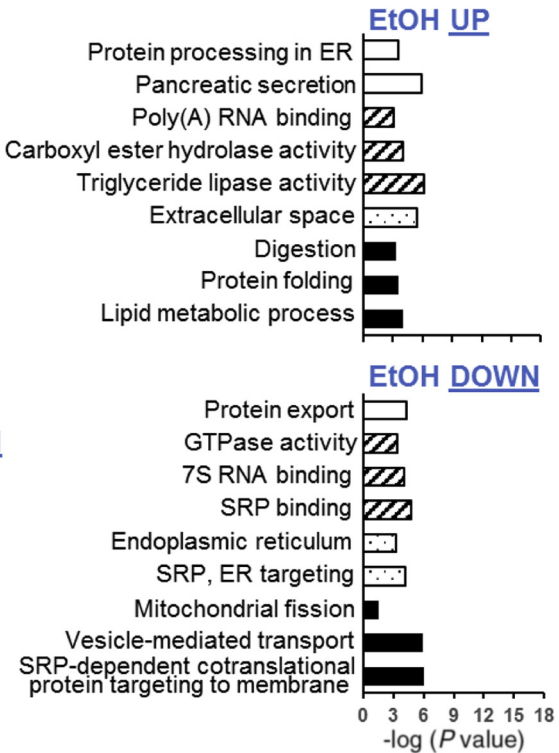 EtOH UP
Protein processing in ER
Pancreatic secretion
Poly(A) RNA binding
Carboxyl ester hydrolase activity
Triglyceride lipase activity
Extracellular space
Digestion
Protein folding
Lipid metabolic process
EtOH DOWN
Protein export
GTPase activity
7S RNA binding
SRP binding
Endoplasmic reticulum
SRP, ER targeting
Mitochondrial fission
Vesicle-mediated transport
SRP-dependent cotranslational
protein targeting to membrane
0 3 6 9 12 15 18
-log (P value)